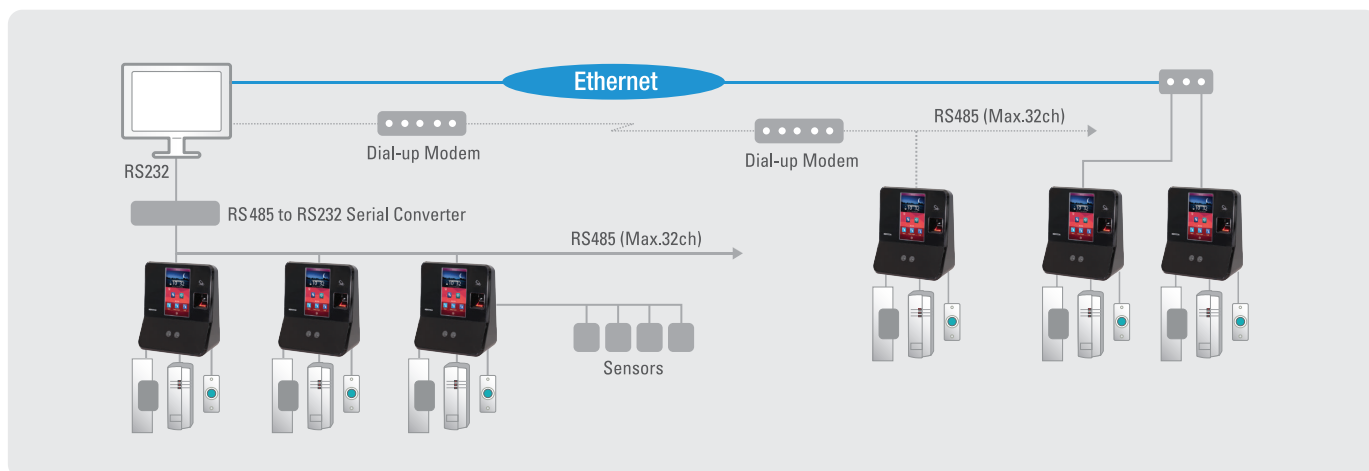 Ethernet
RS485 (Max.32ch)
Dial-up Modem
Dial-up Modem
RS232
RS485 to RS232 Serial Converter
RS485 (Max.32ch)
Sensors